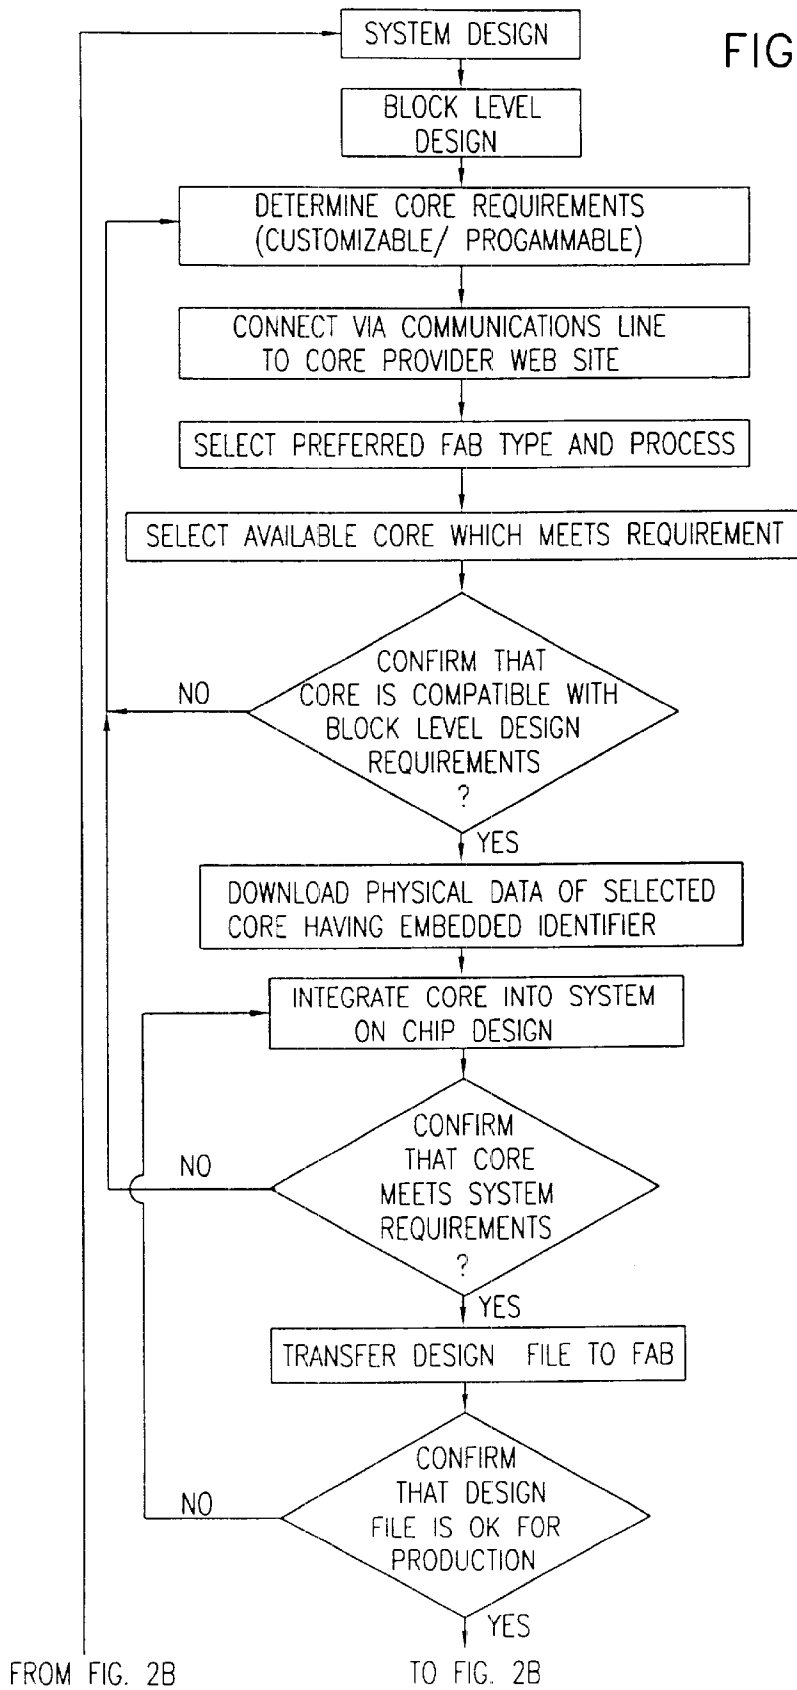 SYSTEM DESIGN
FIG
BLOCK LEVEL
DESIGN
DETERMINE CORE REQUIREMENTS
(CUSTOMIZABLE/ PROGAMMABLE)
CONNECT VIA COMMUNICATIONS LINE
TO CORE PROVIDER WEB SITE
SELECT PREFERRED FAB TYPE AND PROCESS
SELECT AVAILABLE CORE WHICH MEETS REQUIREMENT
CONFIRM THAT
CORE IS COMPATIBLE WITH
BLOCK LEVEL DESIGN
REQUIREMENTS
?
NO
YES
DOWNLOAD PHYSICAL DATA OF SELECTED
CORE HAVING EMBEDDED IDENTIFIER
INTEGRATE CORE INTO SYSTEM
ON CHIP DESIGN
CONFIRM
THAT CORE
MEETS SYSTEM
REQUIREMENTS
?
NO
YES
TRANSFER DESIGN FILE TO FAB
CONFIRM
THAT DESIGN
FILE IS OK FOR
PRODUCTION
NO
YES
FROM FIG. 2B
TO FIG. 2B